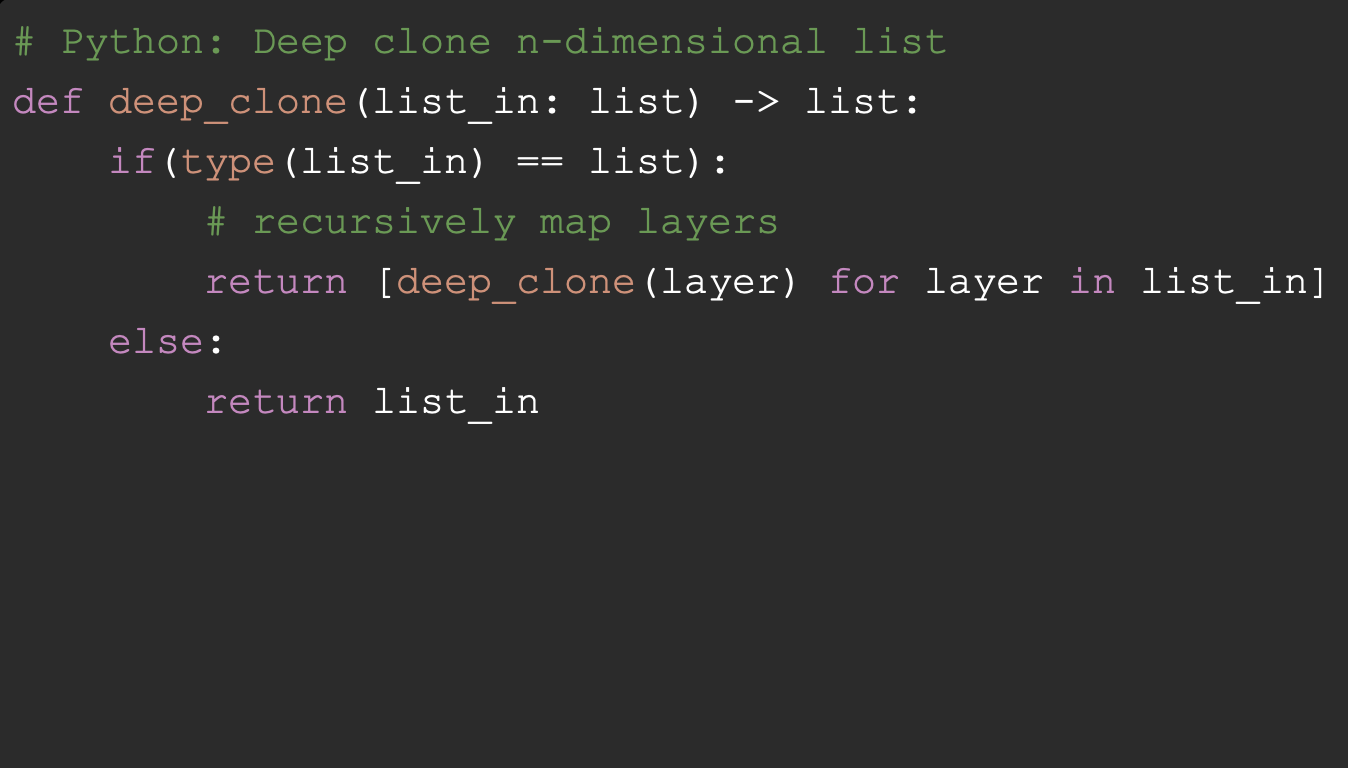 # Python: Deep clone n-dimensional list
def deep_clone(list_in: list) -> list:
    if(type(list_in) == list):
        # recursively map layers
        return [deep_clone(layer) for layer in list_in]
    else:
        return list_in